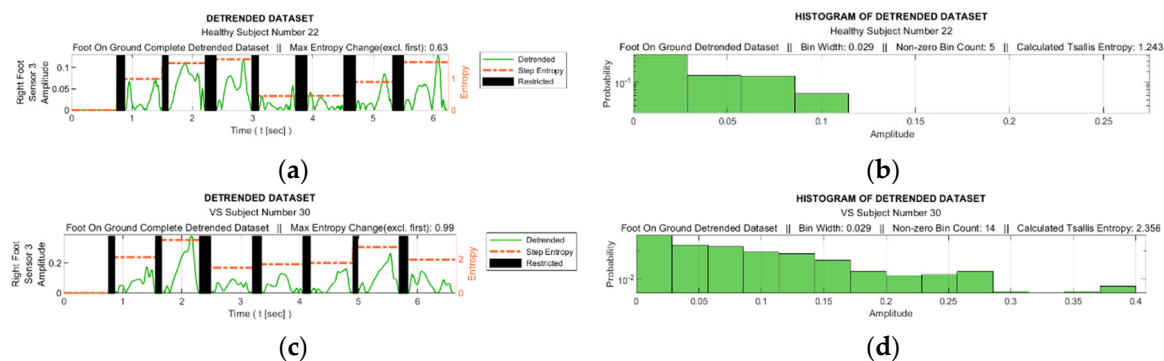 DETRENDED DATASET
Healthy Subject Number 22
Foot On Ground Complete Detrended Dataset || Max Entropy Change(excl. first): 0.63
Right Foot
Sensor 3
Amplitude
0.1
0.05
0
1
0
Entropy
Detrended
Step Entropy
Restricted
0 1 2 3 4 5 6
Time ( t [sec] )
(a)
HISTOGRAM OF DETRENDED DATASET
Healthy Subject Number 22
Foot On Ground Detrended Dataset || Bin Width: 0.029 || Non-zero Bin Count: 5 || Calculated Tsallis Entropy: 1.243
Probability
10-1
0 0.05 0.1 0.15 0.2 0.25
Amplitude
(b)
DETRENDED DATASET
VS Subject Number 30
Foot On Ground Complete Detrended Dataset || Max Entropy Change(excl. first): 0.99
Right Foot
Sensor 3
Amplitude
0.2
0
2
0
Entropy
Detrended
Step Entropy
Restricted
0 1 2 3 4 5 6
Time ( t [sec] )
(c)
HISTOGRAM OF DETRENDED DATASET
VS Subject Number 30
Foot On Ground Detrended Dataset || Bin Width: 0.029 || Non-zero Bin Count: 14 || Calculated Tsallis Entropy: 2.356
Probability
10-2
0 0.05 0.1 0.15 0.2 0.25 0.3 0.35 0.4
Amplitude
(d)